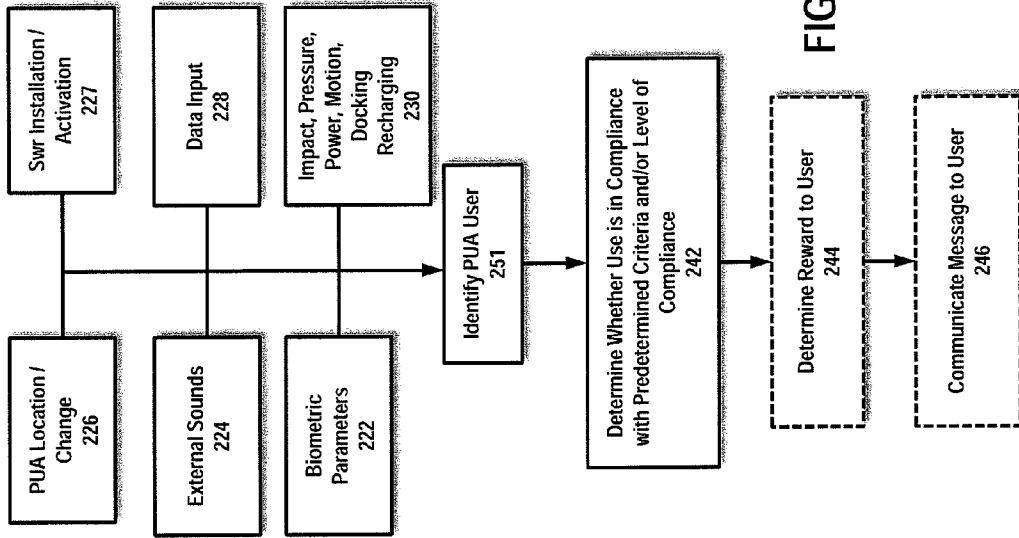 Swr Installation /
Activation
227
Data Input
228
Impact, Pressure,
Power, Motion,
Docking
Recharging
230
PUA Location /
Change
226
External Sounds
224
Biometric
Parameters
222
Identify PUA User
251
Determine Whether Use is in Compliance
with Predetermined Criteria and/or Level of
Compliance
242
Determine Reward to User
244
Communicate Message to User
246
FIG